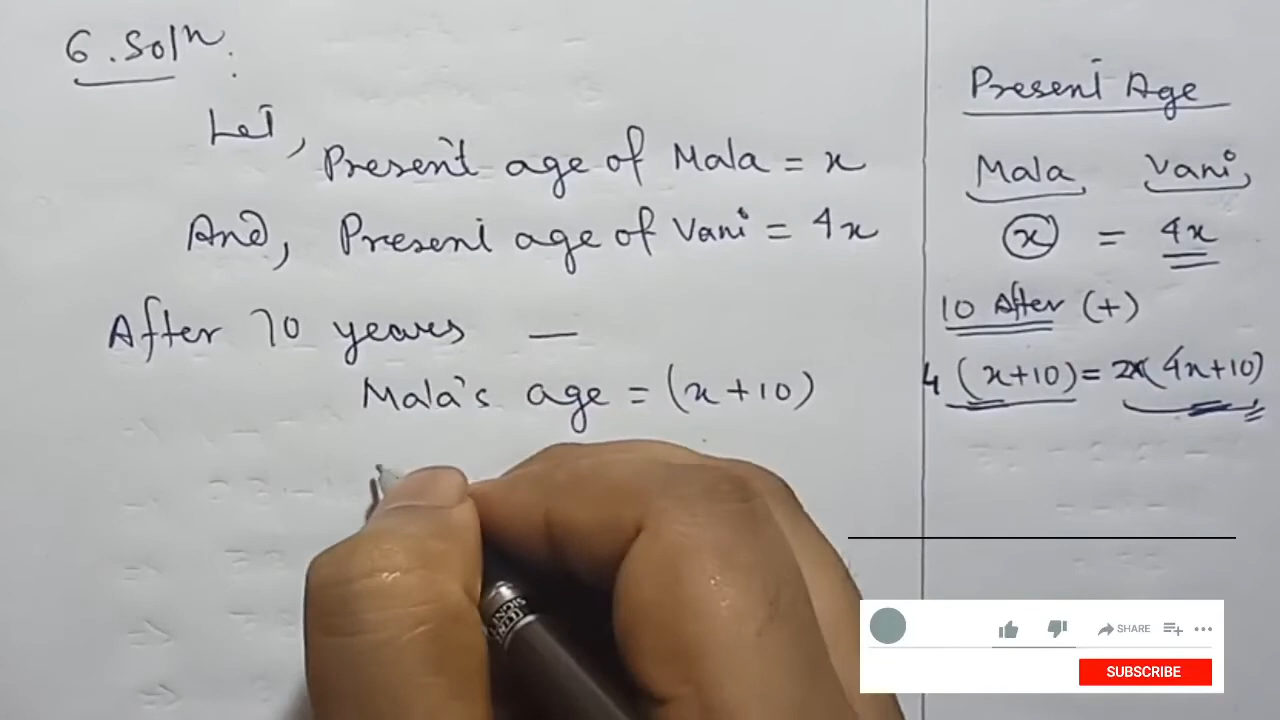 6. Solⁿ.
Let, Present age of Mala = x
And, Present age of Vani = 4x
After 10 years —
Mala's age = (x+10)
Present Age
Mala Vani
x = 4x
10 After (+)
4 (x+10) = 2x(4x+10)
SHARE
SUBSCRIBE